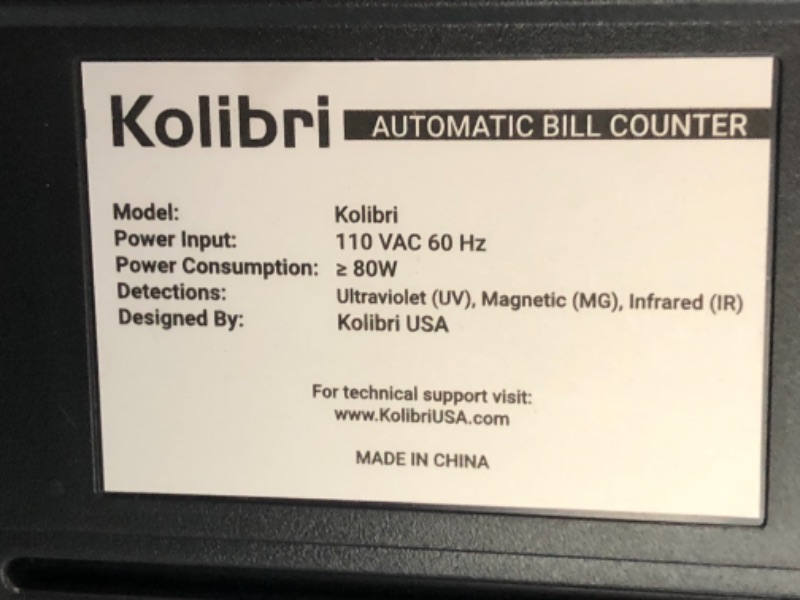 Kolibri AUTOMATIC BILL COUNTER
Model: Kolibri
Power Input: 110 VAC 60 Hz
Power Consumption: ≥ 80W
Detections: Ultraviolet (UV), Magnetic (MG), Infrared (IR)
Designed By: Kolibri USA
For technical support visit:
www.KolibriUSA.com
MADE IN CHINA